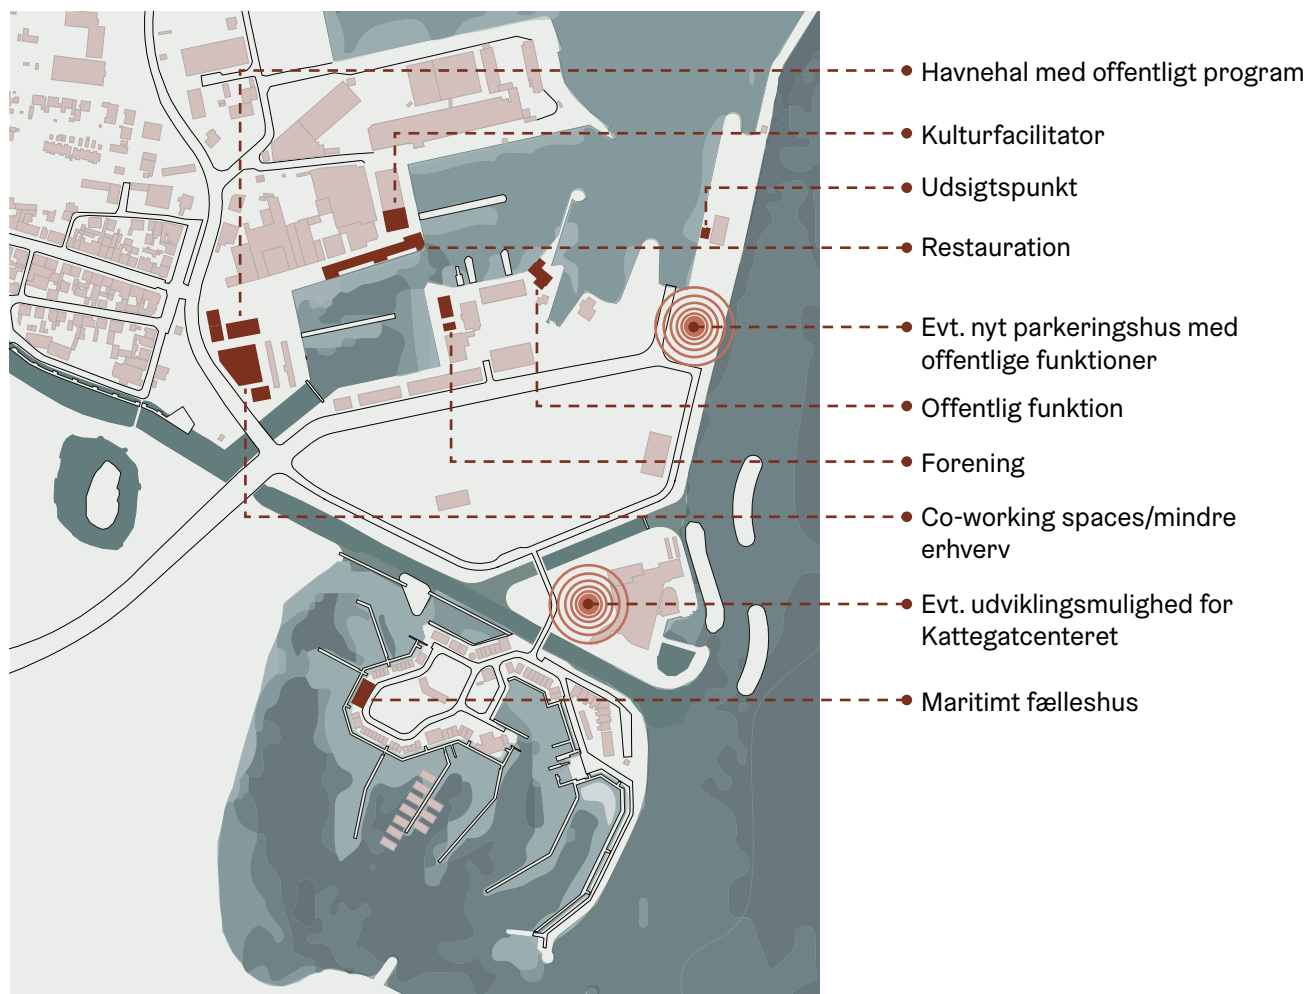 Havnehal med offentligt program
Kulturfacilitator
Udsigtspunkt
Restauration
Evt. nyt parkeringshus med
offentlige funktioner
Offentlig funktion
Forening
Co-working spaces/mindre
erhverv
Evt. udviklingsmulighed for
Kattegatcenteret
Maritimt fælleshus